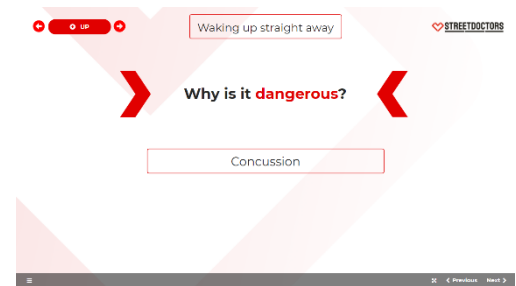 UP
Waking up straight away
STREETDOCTORS
Why is it dangerous?
Concussion
Previous Next